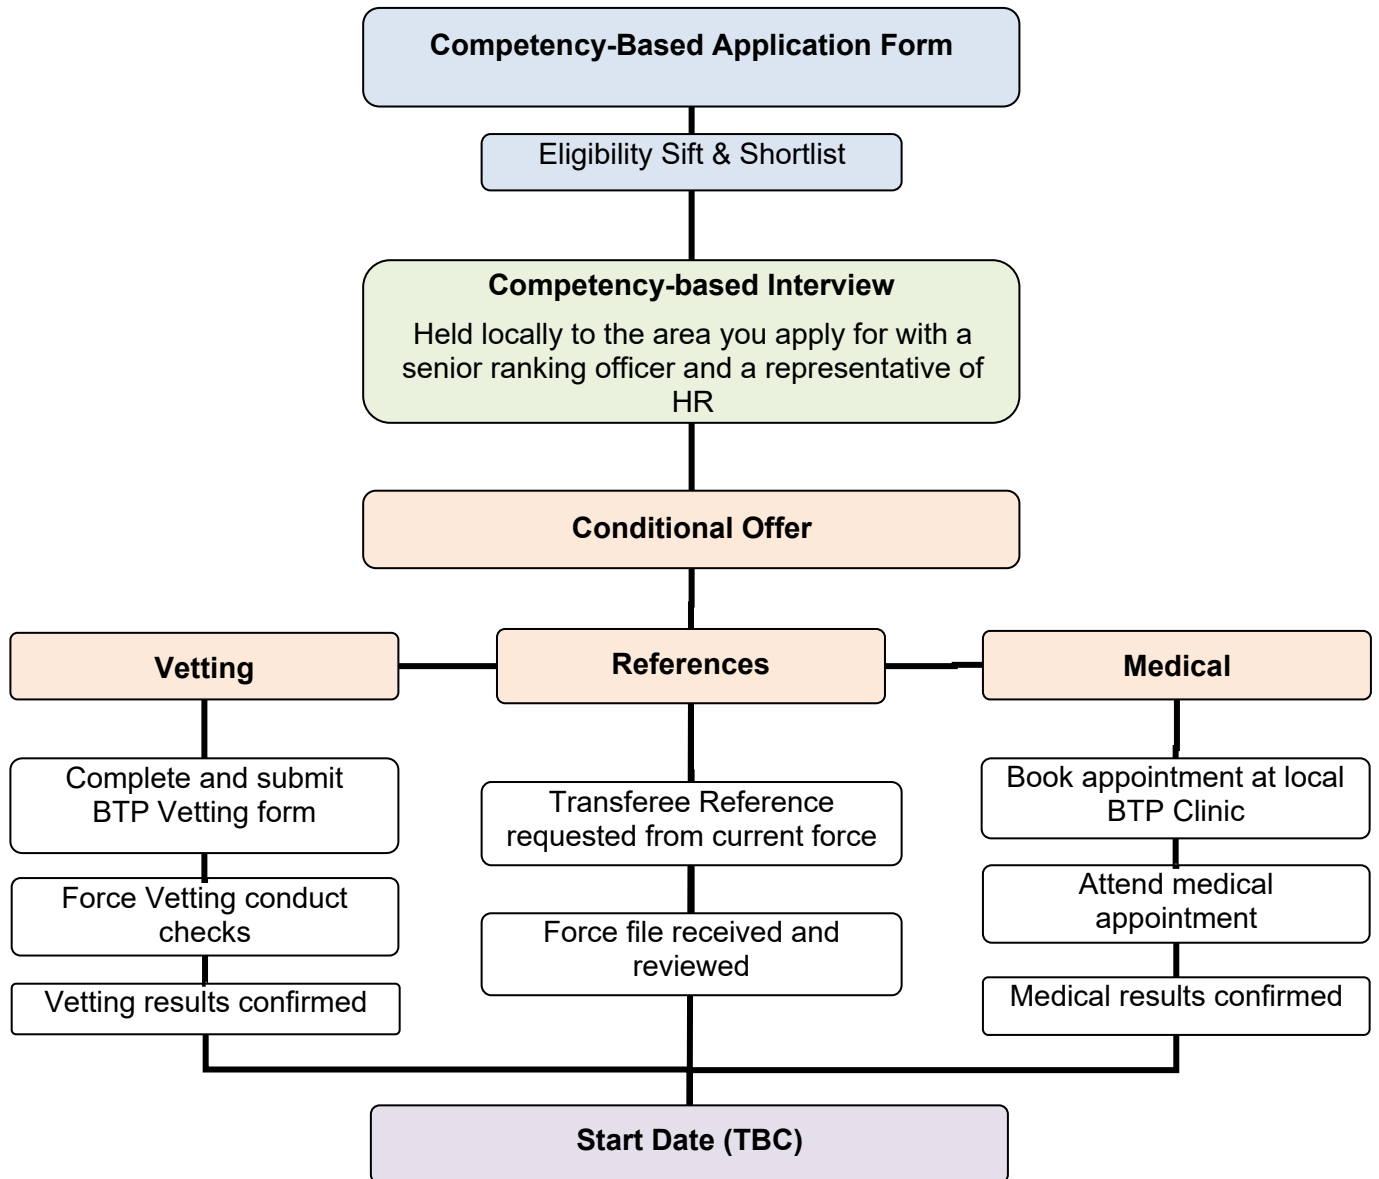 Competency-Based Application Form
Eligibility Sift & Shortlist
Competency-based Interview
Held locally to the area you apply for with a
senior ranking officer and a representative of
HR
Conditional Offer
Vetting
References
Medical
Complete and submit
BTP Vetting form
Force Vetting conduct
checks
Vetting results confirmed
Transferee Reference
requested from current force
Force file received and
reviewed
Book appointment at local
BTP Clinic
Attend medical
appointment
Medical results confirmed
Start Date (TBC)